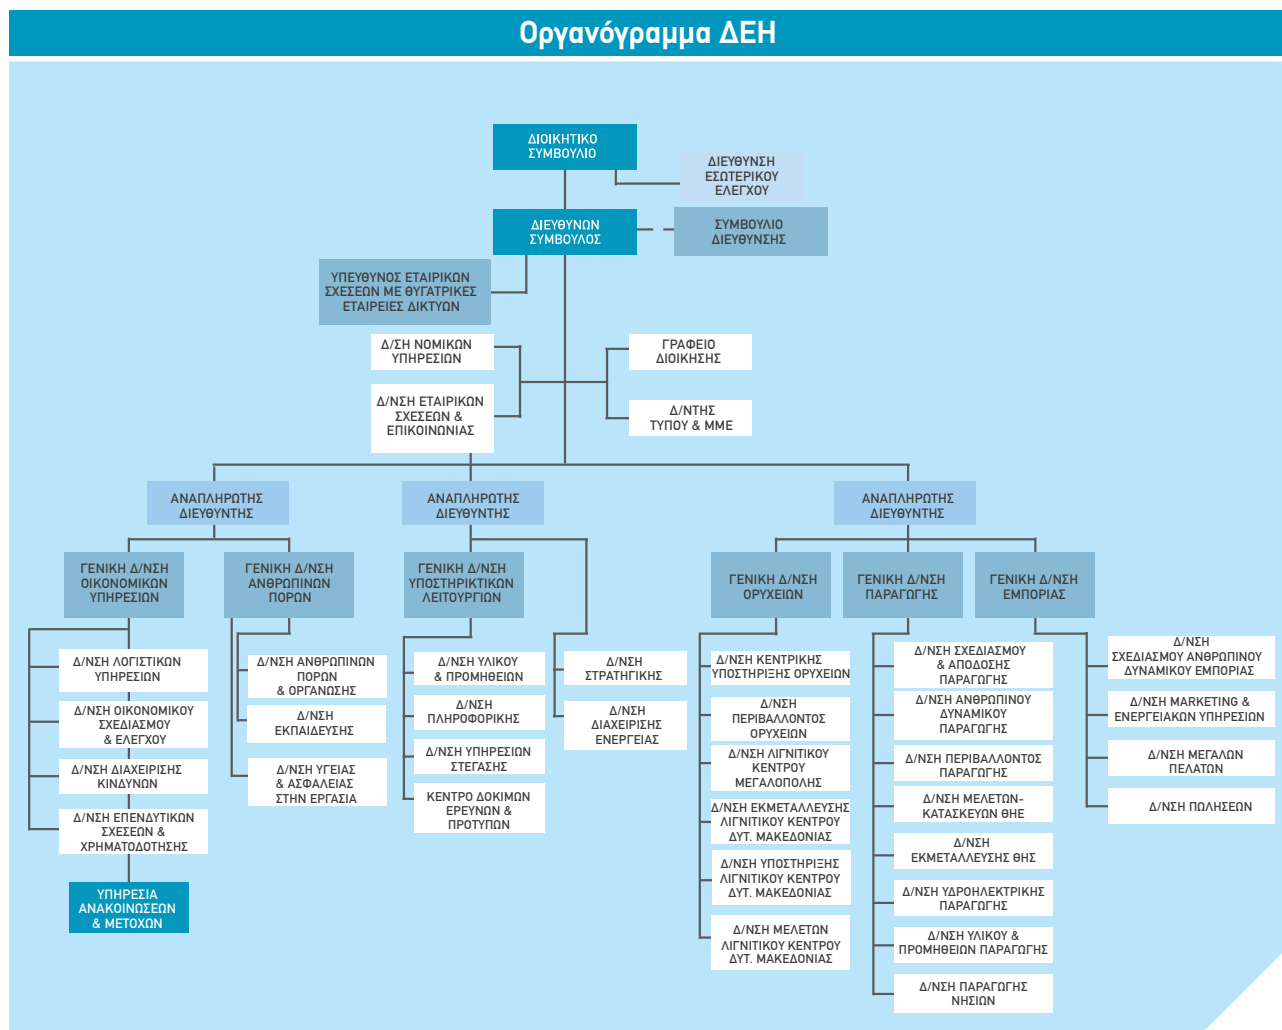 Οργανόγραμμα ΔΕΗ
ΔΙΟΙΚΗΤΙΚΟ
ΣΥΜΒΟΥΛΙΟ
ΔΙΕΥΘΥΝΣΗ
ΕΣΩΤΕΡΙΚΟΥ
ΕΛΕΓΧΟΥ
ΔΙΕΥΘΥΝΩΝ
ΣΥΜΒΟΥΛΟΣ
ΣΥΜΒΟΥΛΙΟ
ΔΙΕΥΘΥΝΣΗΣ
ΥΠΕΥΘΥΝΟΣ ΕΤΑΙΡΙΚΩΝ
ΣΧΕΣΕΩΝ ΜΕ ΘΥΓΑΤΡΙΚΕΣ
ΕΤΑΙΡΕΙΕΣ ΔΙΚΤΥΩΝ
Δ/ΣΗ ΝΟΜΙΚΩΝ
ΥΠΗΡΕΣΙΩΝ
ΓΡΑΦΕΙΟ
ΔΙΟΙΚΗΣΗΣ
Δ/ΝΣΗ ΕΤΑΙΡΙΚΩΝ
ΣΧΕΣΕΩΝ &
ΕΠΙΚΟΙΝΩΝΙΑΣ
Δ/ΝΤΗΣ
ΤΥΠΟΥ & ΜΜΕ
ΑΝΑΠΛΗΡΩΤΗΣ
ΔΙΕΥΘΥΝΤΗΣ
ΑΝΑΠΛΗΡΩΤΗΣ
ΔΙΕΥΘΥΝΤΗΣ
ΑΝΑΠΛΗΡΩΤΗΣ
ΔΙΕΥΘΥΝΤΗΣ
ΓΕΝΙΚΗ Δ/ΝΣΗ
ΟΙΚΟΝΟΜΙΚΩΝ
ΥΠΗΡΕΣΙΩΝ
ΓΕΝΙΚΗ Δ/ΝΣΗ
ΑΝΘΡΩΠΙΝΩΝ
ΠΟΡΩΝ
ΓΕΝΙΚΗ Δ/ΝΣΗ
ΥΠΟΣΤΗΡΙΚΤΙΚΩΝ
ΛΕΙΤΟΥΡΓΙΩΝ
ΓΕΝΙΚΗ Δ/ΝΣΗ
ΟΡΥΧΕΙΩΝ
ΓΕΝΙΚΗ Δ/ΝΣΗ
ΠΑΡΑΓΩΓΗΣ
ΓΕΝΙΚΗ Δ/ΝΣΗ
ΕΜΠΟΡΙΑΣ
Δ/ΝΣΗ ΛΟΓΙΣΤΙΚΩΝ
ΥΠΗΡΕΣΙΩΝ
Δ/ΝΣΗ ΟΙΚΟΝΟΜΙΚΟΥ
ΣΧΕΔΙΑΣΜΟΥ
& ΕΛΕΓΧΟΥ
Δ/ΝΣΗ ΔΙΑΧΕΙΡΙΣΗΣ
ΚΙΝΔΥΝΩΝ
Δ/ΝΣΗ ΕΠΕΝΔΥΤΙΚΩΝ
ΣΧΕΣΕΩΝ &
ΧΡΗΜΑΤΟΔΟΤΗΣΗΣ
ΥΠΗΡΕΣΙΑ
ΑΝΑΚΟΙΝΩΣΕΩΝ
& ΜΕΤΟΧΩΝ
Δ/ΝΣΗ ΑΝΘΡΩΠΙΝΩΝ
ΠΟΡΩΝ
& ΟΡΓΑΝΩΣΗΣ
Δ/ΝΣΗ
ΕΚΠΑΙΔΕΥΣΗΣ
Δ/ΝΣΗ ΥΓΕΙΑΣ
& ΑΣΦΑΛΕΙΑΣ
ΣΤΗΝ ΕΡΓΑΣΙΑ
Δ/ΝΣΗ ΥΛΙΚΟΥ
& ΠΡΟΜΗΘΕΙΩΝ
Δ/ΝΣΗ
ΠΛΗΡΟΦΟΡΙΚΗΣ
Δ/ΝΣΗ ΥΠΗΡΕΣΙΩΝ
ΣΤΕΓΑΣΗΣ
ΚΕΝΤΡΟ ΔΟΚΙΜΩΝ
ΕΡΕΥΝΩΝ &
ΠΡΟΤΥΠΩΝ
Δ/ΝΣΗ
ΣΤΡΑΤΗΓΙΚΗΣ
Δ/ΝΣΗ
ΔΙΑΧΕΙΡΙΣΗΣ
ΕΝΕΡΓΕΙΑΣ
Δ/ΝΣΗ ΚΕΝΤΡΙΚΗΣ
ΥΠΟΣΤΗΡΙΞΗΣ ΟΡΥΧΕΙΩΝ
Δ/ΝΣΗ
ΠΕΡΙΒΑΛΛΟΝΤΟΣ
ΟΡΥΧΕΙΩΝ
Δ/ΝΣΗ ΛΙΓΝΙΤΙΚΟΥ
ΚΕΝΤΡΟΥ
ΜΕΓΑΛΟΠΟΛΗΣ
Δ/ΝΣΗ ΕΚΜΕΤΑΛΛΕΥΣΗΣ
ΛΙΓΝΙΤΙΚΟΥ ΚΕΝΤΡΟΥ
ΔΥΤ. ΜΑΚΕΔΟΝΙΑΣ
Δ/ΝΣΗ ΥΠΟΣΤΗΡΙΞΗΣ
ΛΙΓΝΙΤΙΚΟΥ ΚΕΝΤΡΟΥ
ΔΥΤ. ΜΑΚΕΔΟΝΙΑΣ
Δ/ΝΣΗ ΜΕΛΕΤΩΝ
ΛΙΓΝΙΤΙΚΟΥ ΚΕΝΤΡΟΥ
ΔΥΤ. ΜΑΚΕΔΟΝΙΑΣ
Δ/ΝΣΗ ΣΧΕΔΙΑΣΜΟΥ
& ΑΠΟΔΟΣΗΣ
ΠΑΡΑΓΩΓΗΣ
Δ/ΝΣΗ ΑΝΘΡΩΠΙΝΟΥ
ΔΥΝΑΜΙΚΟΥ
ΠΑΡΑΓΩΓΗΣ
Δ/ΝΣΗ ΠΕΡΙΒΑΛΛΟΝΤΟΣ
ΠΑΡΑΓΩΓΗΣ
Δ/ΝΣΗ ΜΕΛΕΤΩΝ-
ΚΑΤΑΣΚΕΥΩΝ ΘΗΕ
Δ/ΝΣΗ
ΕΚΜΕΤΑΛΛΕΥΣΗΣ ΘΗΣ
Δ/ΝΣΗ ΥΔΡΟΗΛΕΚΤΡΙΚΗΣ
ΠΑΡΑΓΩΓΗΣ
Δ/ΝΣΗ ΥΛΙΚΟΥ &
ΠΡΟΜΗΘΕΙΩΝ ΠΑΡΑΓΩΓΗΣ
Δ/ΝΣΗ ΠΑΡΑΓΩΓΗΣ
ΝΗΣΙΩΝ
Δ/ΝΣΗ
ΣΧΕΔΙΑΣΜΟΥ ΑΝΘΡΩΠΙΝΟΥ
ΔΥΝΑΜΙΚΟΥ ΕΜΠΟΡΙΑΣ
Δ/ΝΣΗ MARKETING &
ΕΝΕΡΓΕΙΑΚΩΝ ΥΠΗΡΕΣΙΩΝ
Δ/ΝΣΗ ΜΕΓΑΛΩΝ
ΠΕΛΑΤΩΝ
Δ/ΝΣΗ ΠΩΛΗΣΕΩΝ